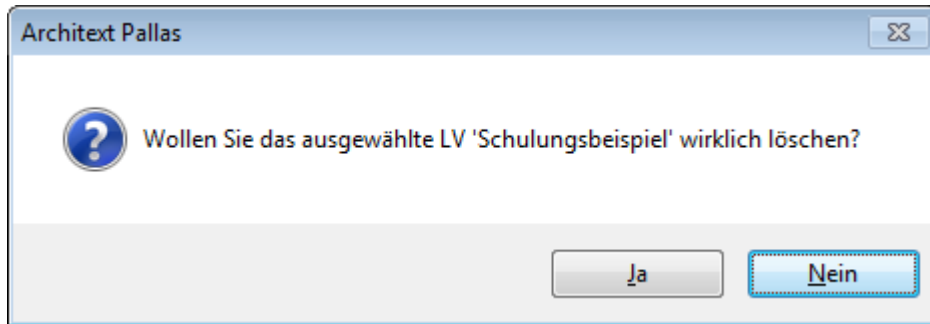 Architext Pallas
Wollen Sie das ausgewählte LV 'Schulungsbeispiel' wirklich löschen?
Ja
Nein